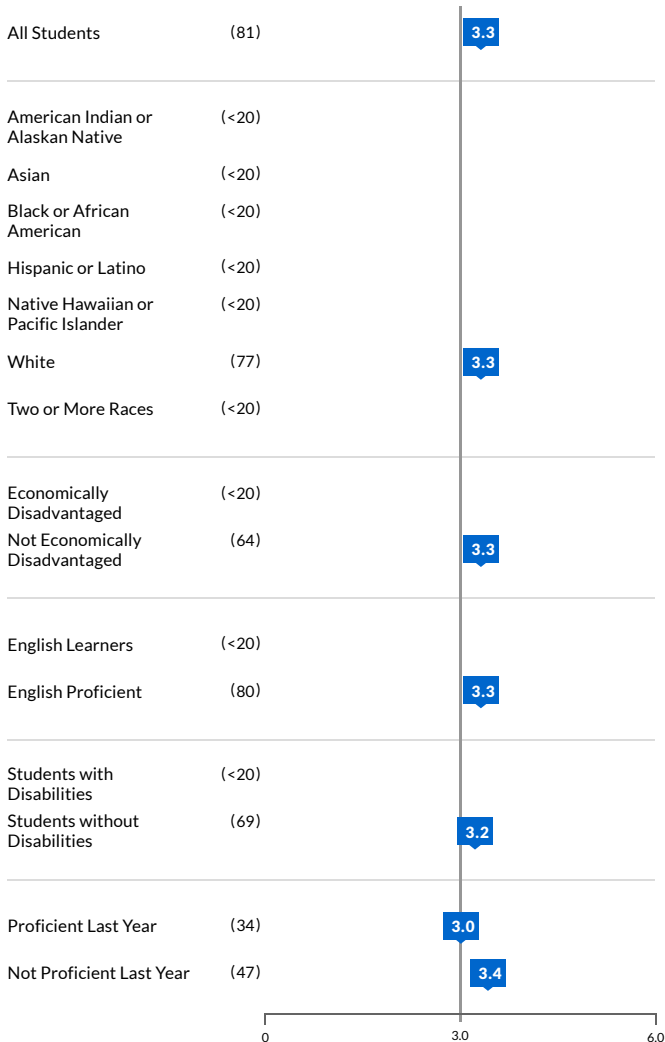 All Students (81) 3.3
American Indian or (<20)
Alaskan Native
Asian (<20)
Black or African (<20)
American
Hispanic or Latino (<20)
Native Hawaiian or (<20)
Pacific Islander
White (77) 3.3
Two or More Races (<20)
Economically (<20)
Disadvantaged
Not Economically (64) 3.3
Disadvantaged
English Learners (<20)
English Proficient (80) 3.3
Students with (<20)
Disabilities
Students without (69) 3.2
Disabilities
Proficient Last Year (34) 3.0
Not Proficient Last Year (47) 3.4
0 3.0 6.0